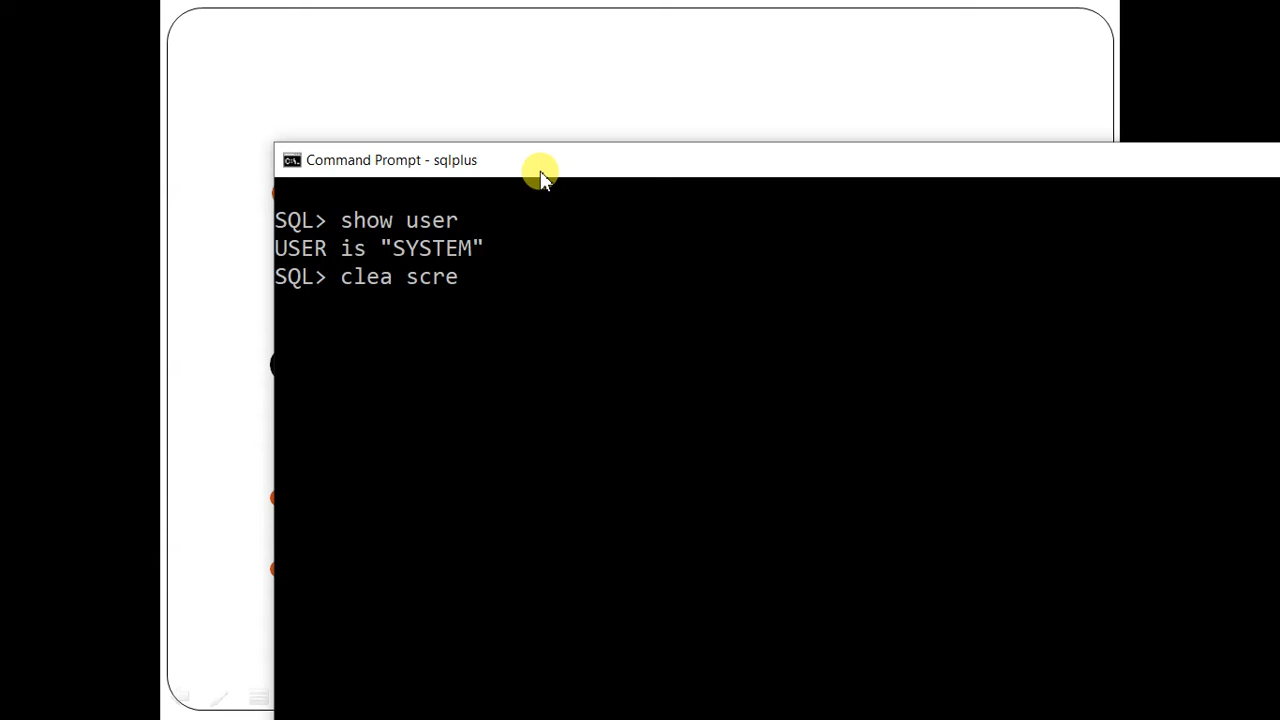 Command Prompt - sqlplus
SQL> show user
USER is "SYSTEM"
SQL> clea scre